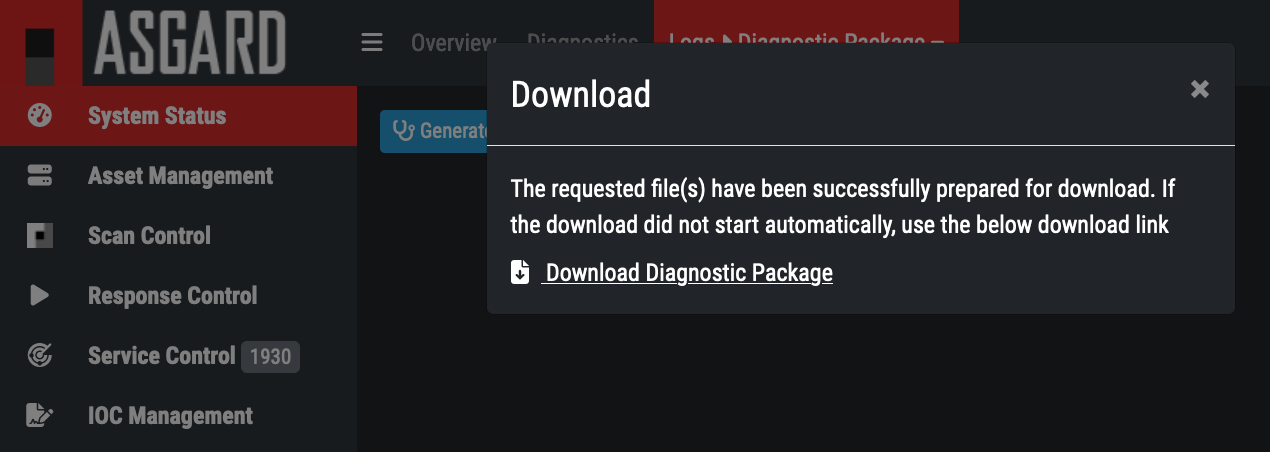 ASGARD
Overview Diagnostics Logs Diagnostic Package
System Status
Generate
Download
×
The requested file(s) have been successfully prepared for download. If
the download did not start automatically, use the below download link
Download Diagnostic Package
Asset Management
Scan Control
Response Control
Service Control 1930
IOC Management